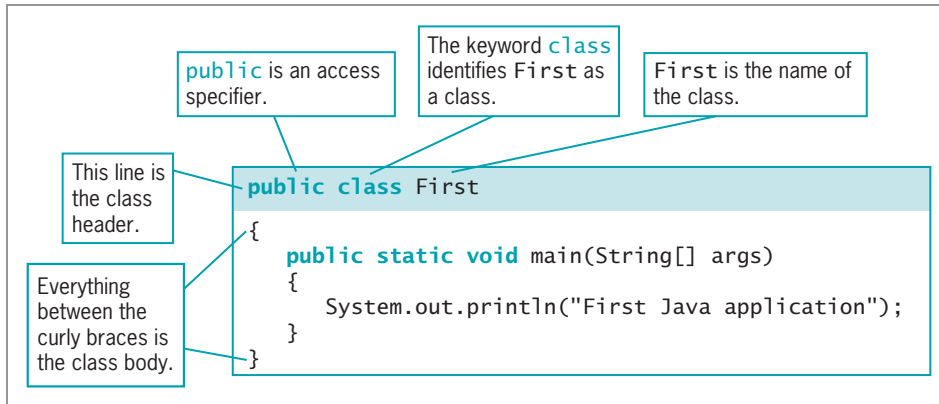 public is an access
specifier.
The keyword class
identifies First as
a class.
First is the name of
the class.
This line is
the class
header.
public class First
{
public static void main(String[] args)
{
System.out.println("First Java application");
}
}
Everything
between the
curly braces is
the class body.